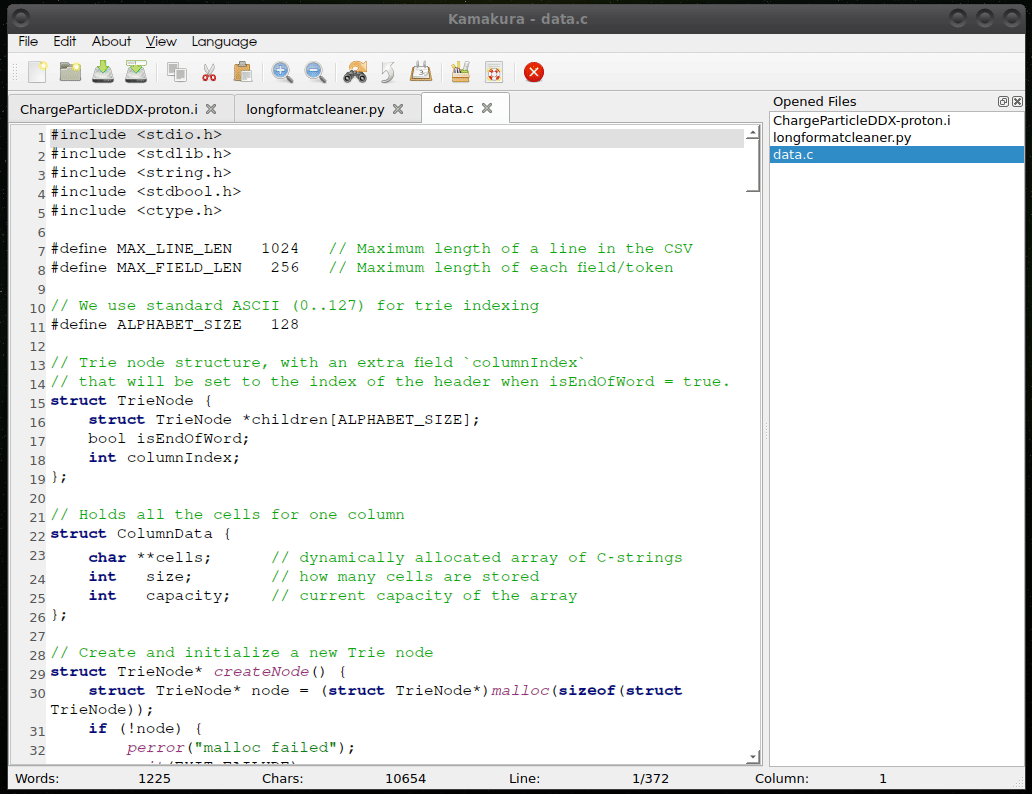 Kamakura - data.c
File Edit About View Language
ChargeParticleDDX-proton.i longformatcleaner.py data.c
1 #include <stdio.h>
2 #include <stdlib.h>
3 #include <string.h>
4 #include <stdbool.h>
5 #include <ctype.h>
6
7 #define MAX_LINE_LEN   1024   // Maximum length of a line in the CSV
8 #define MAX_FIELD_LEN   256   // Maximum length of each field/token
9
10 // We use standard ASCII (0..127) for trie indexing
11 #define ALPHABET_SIZE   128
12
13 // Trie node structure, with an extra field `columnIndex`
14 // that will be set to the index of the header when isEndOfWord = true.
15 struct TrieNode {
16     struct TrieNode *children[ALPHABET_SIZE];
17     bool isEndOfWord;
18     int columnIndex;
19 };
20
21 // Holds all the cells for one column
22 struct ColumnData {
23     char **cells;      // dynamically allocated array of C-strings
24     int   size;        // how many cells are stored
25     int   capacity;    // current capacity of the array
26 };
27
28 // Create and initialize a new Trie node
29 struct TrieNode* createNode() {
30     struct TrieNode* node = (struct TrieNode*)malloc(sizeof(struct
TrieNode));
31     if (!node) {
32         perror("malloc failed");
Opened Files
ChargeParticleDDX-proton.i
longformatcleaner.py
data.c
Words: 1225 Chars: 10654 Line: 1/372 Column: 1